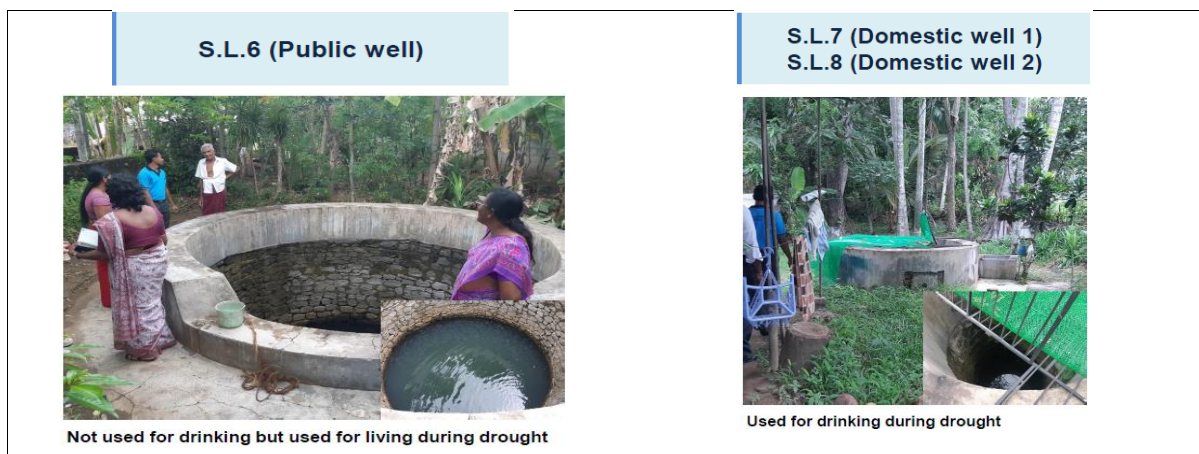 S.L.6 (Public well)
Not used for drinking but used for living during drought
S.L.7 (Domestic well 1)
S.L.8 (Domestic well 2)
Used for drinking during drought